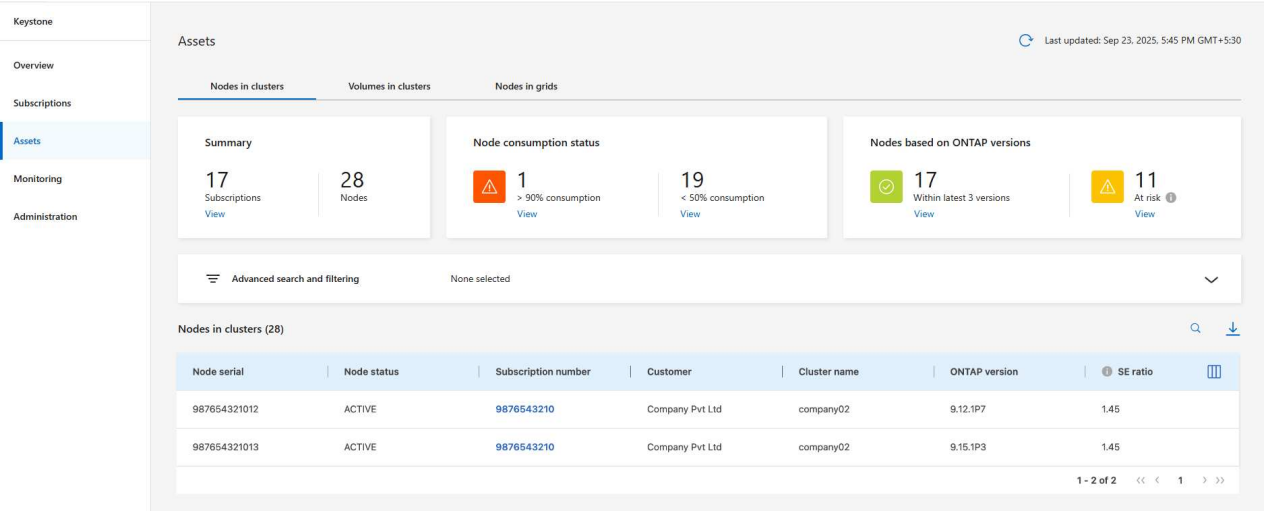 Keystone
Overview
Subscriptions
Assets
Monitoring
Administration
Assets
Last updated: Sep 23, 2025, 5:45 PM GMT+5:30
Nodes in clusters Volumes in clusters Nodes in grids
Summary
17
Subscriptions
View
28
Nodes
Node consumption status
1
> 90% consumption
View
19
< 50% consumption
View
Nodes based on ONTAP versions
17
Within latest 3 versions
View
11
At risk
View
Advanced search and filtering None selected
Nodes in clusters (28)
Node serial Node status Subscription number Customer Cluster name ONTAP version SE ratio
987654321012 ACTIVE 9876543210 Company Pvt Ltd company02 9.12.1P7 1.45
987654321013 ACTIVE 9876543210 Company Pvt Ltd company02 9.15.1P3 1.45
1 - 2 of 2 << < 1 > >>